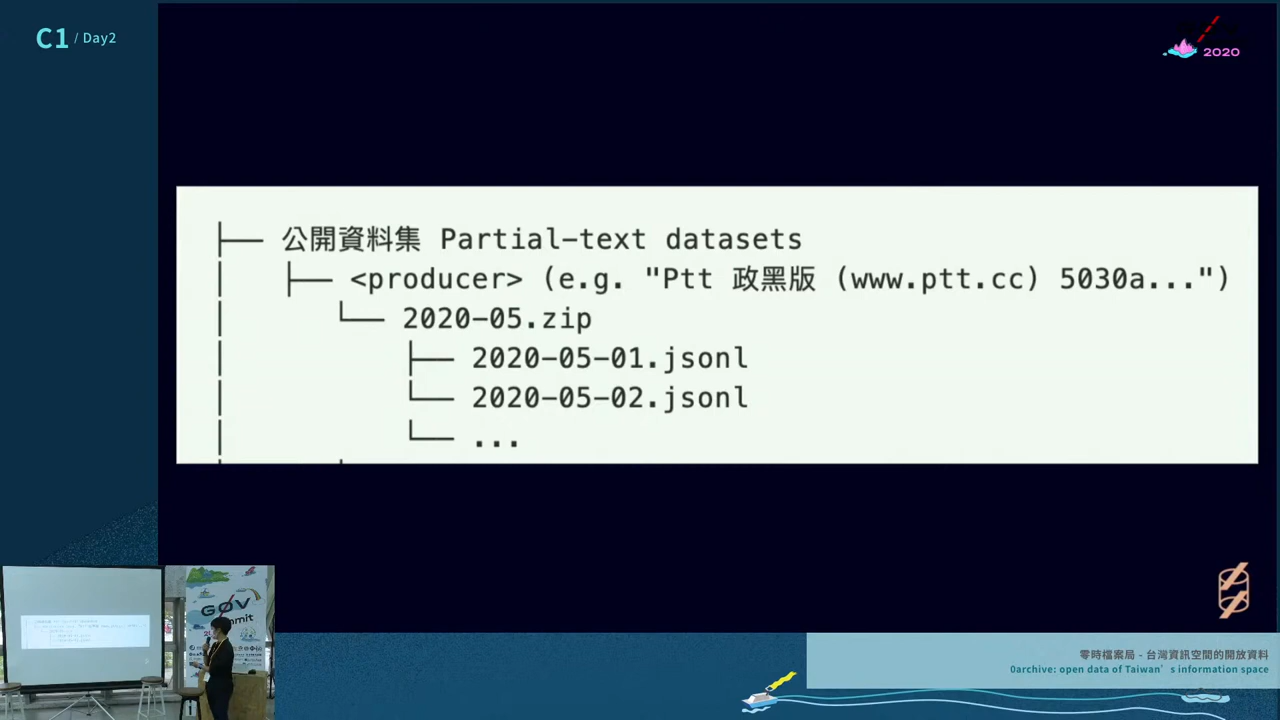 C1 / Day2
2020
├── 公開資料集 Partial-text datasets
│   ├── <producer> (e.g. "Ptt 政黑版 (www.ptt.cc) 5030a...")
│       └── 2020-05.zip
│           ├── 2020-05-01.jsonl
│           └── 2020-05-02.jsonl
│           └── ...
GØV
mmit
零時檔案局 - 台灣資訊空間的開放資料
0archive: open data of Taiwan's information space